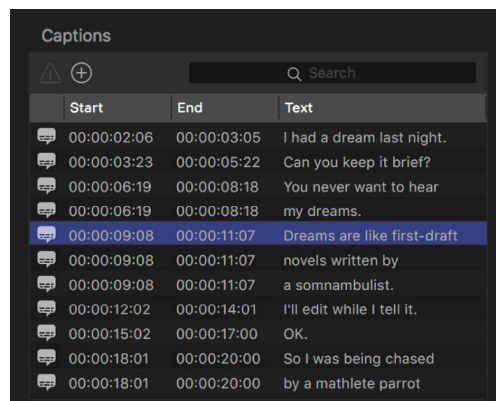 Captions
Search
Start End Text
00:00:02:06 00:00:03:05 I had a dream last night.
00:00:03:23 00:00:05:22 Can you keep it brief?
00:00:06:19 00:00:08:18 You never want to hear
00:00:06:19 00:00:08:18 my dreams.
00:00:09:08 00:00:11:07 Dreams are like first-draft
00:00:09:08 00:00:11:07 novels written by
00:00:09:08 00:00:11:07 a somnambulist.
00:00:12:02 00:00:14:01 I'll edit while I tell it.
00:00:15:02 00:00:17:00 OK.
00:00:18:01 00:00:20:00 So I was being chased
00:00:18:01 00:00:20:00 by a mathlete parrot